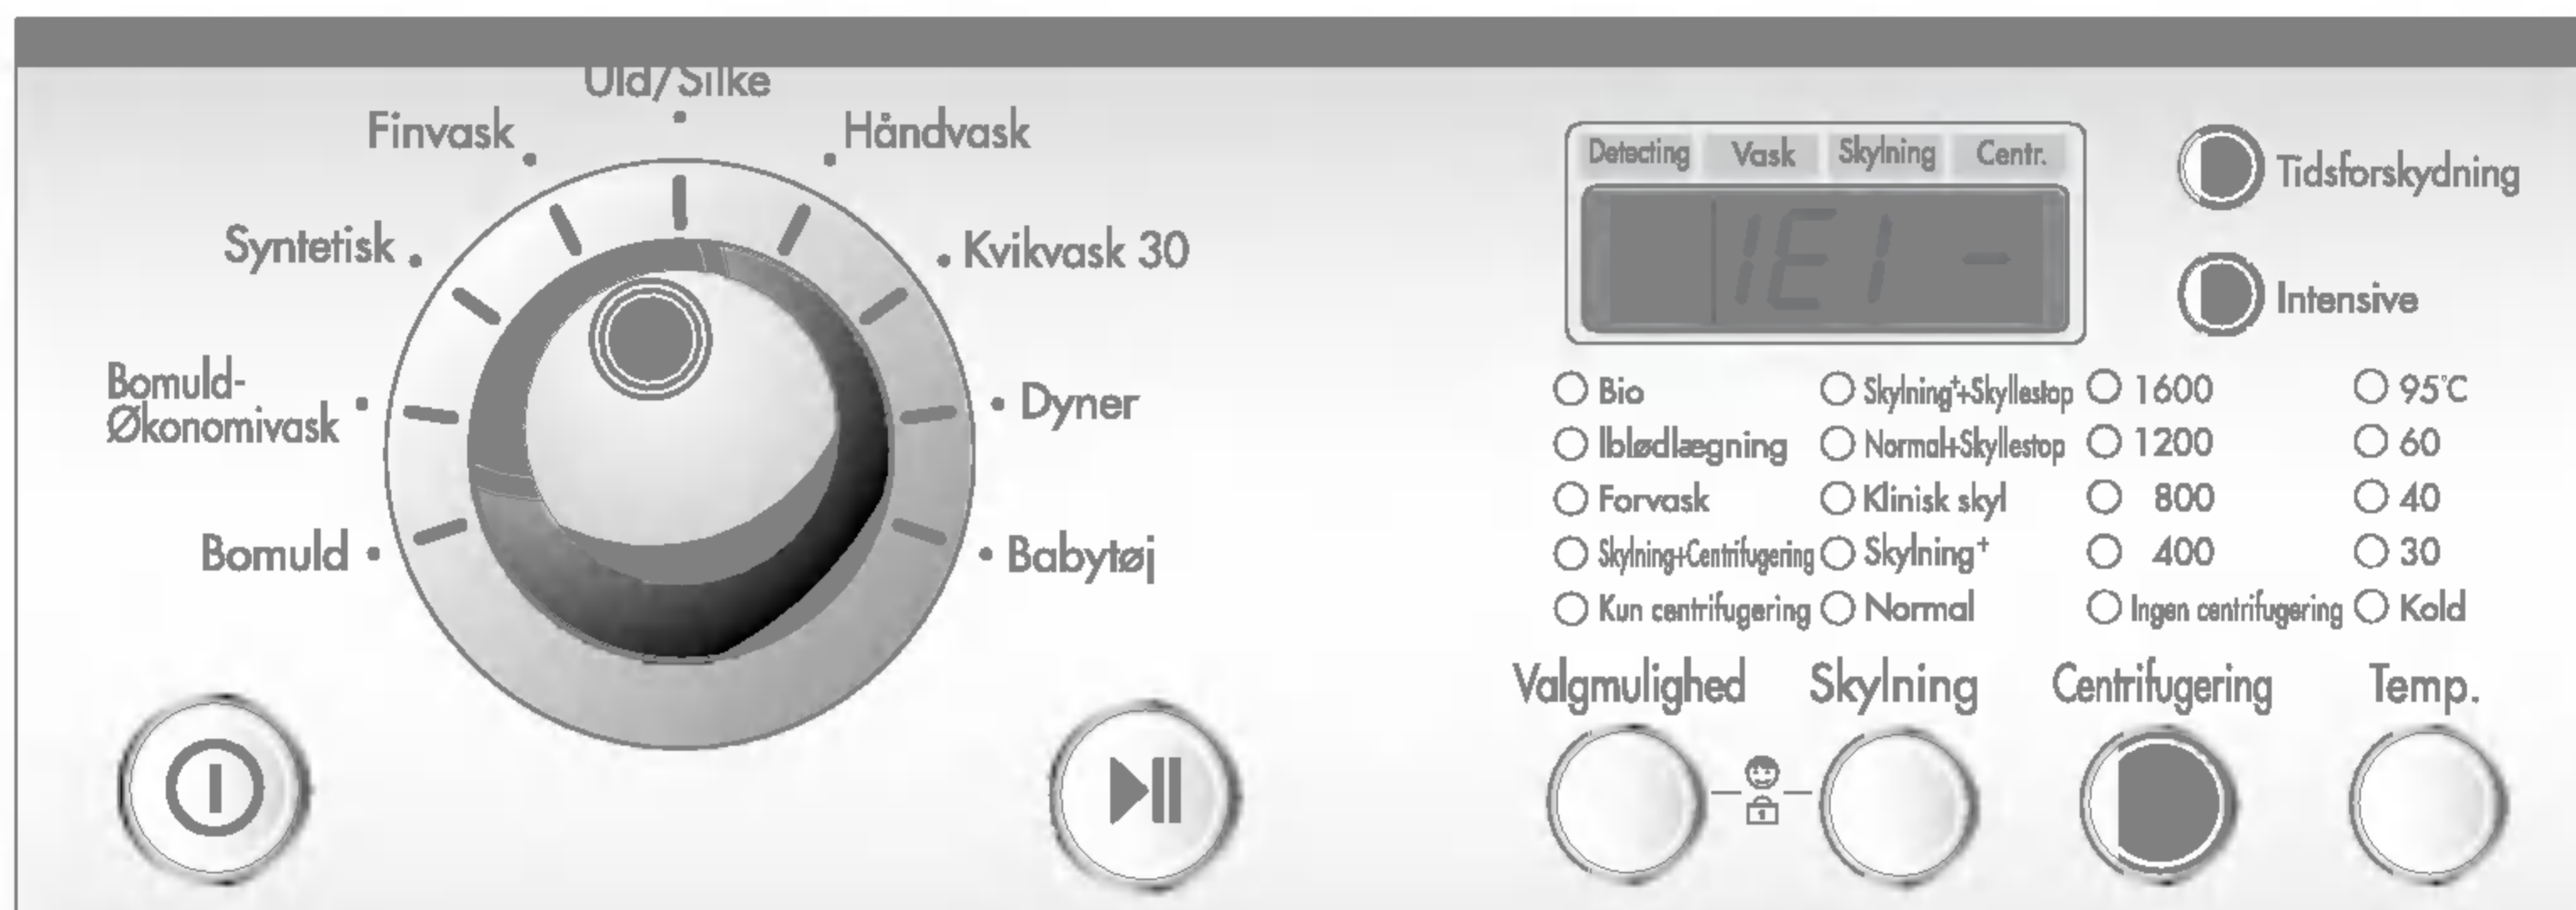 Uld/Silke
Finvask
Håndvask
Syntetisk
Kvikvask 30
Bomuld-
Økonomivask
Dyner
Bomuld
Babytøj
Detecting Vask Skylning Centr.
1E1 -
Tidsforskydning
Intensive
Bio Skylning⁺+Skyllestop 1600 95°C
Iblødlægning Normal+Skyllestop 1200 60
Forvask Klinisk skyl 800 40
Skylning+Centrifugering Skylning⁺ 400 30
Kun centrifugering Normal Ingen centrifugering Kold
Valgmulighed Skylning Centrifugering Temp.